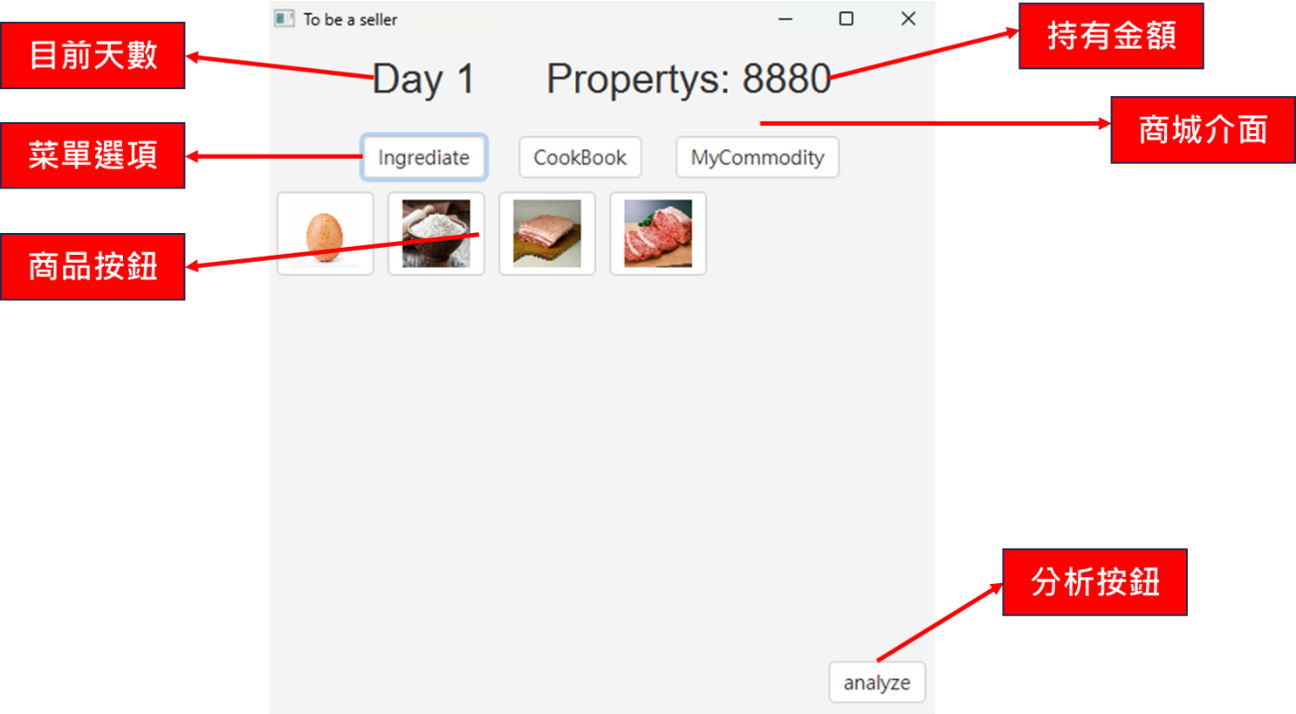 To be a seller
目前天數
Day 1
Propertys: 8880
持有金額
商城介面
菜單選項
Ingrediate
CookBook
MyCommodity
商品按鈕
分析按鈕
analyze